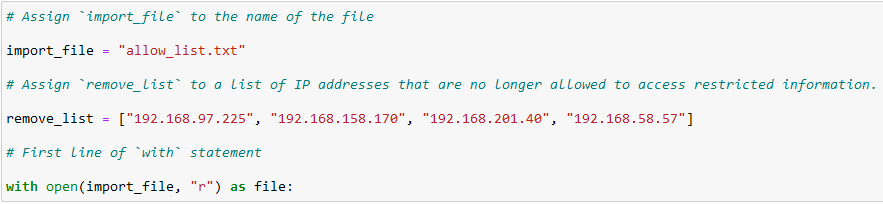 # Assign `import_file` to the name of the file
import_file = "allow_list.txt"
# Assign `remove_list` to a list of IP addresses that are no longer allowed to access restricted information.
remove_list = ["192.168.97.225", "192.168.158.170", "192.168.201.40", "192.168.58.57"]
# First line of `with` statement
with open(import_file, "r") as file: